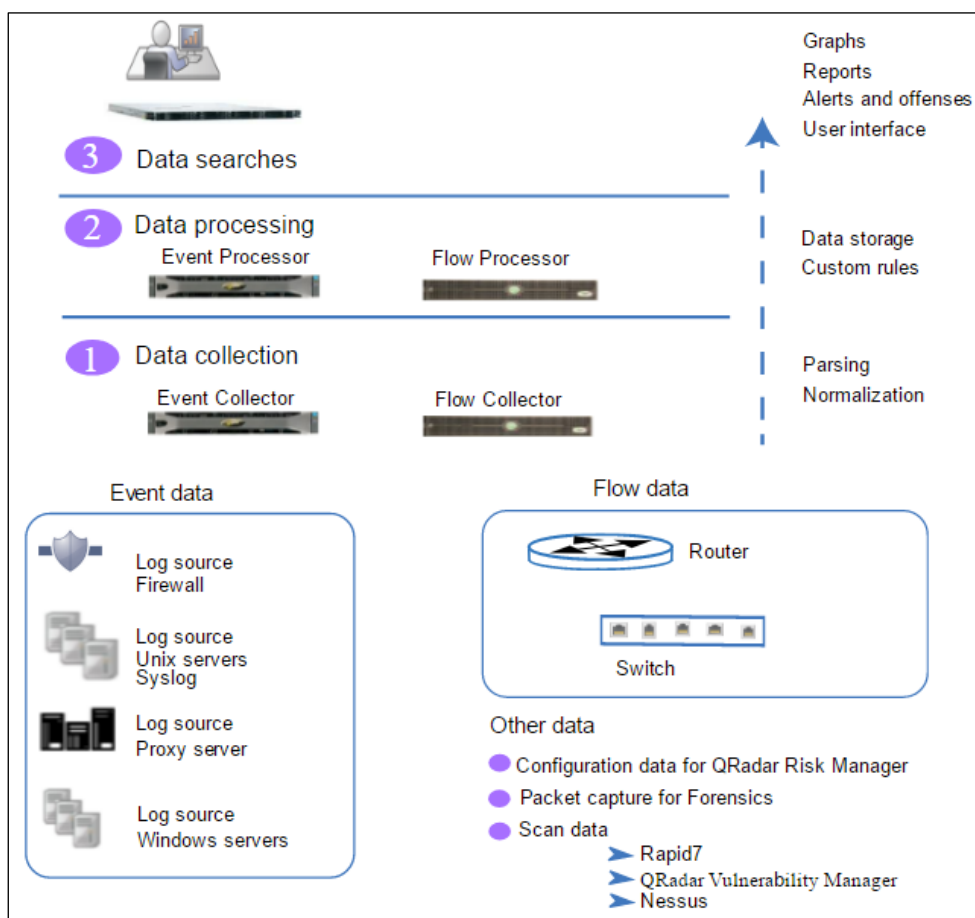 Graphs
Reports
Alerts and offenses
User interface
3 Data searches
2 Data processing
Event Processor
Flow Processor
Data storage
Custom rules
1 Data collection
Event Collector
Flow Collector
Parsing
Normalization
Event data
Log source
Firewall
Log source
Unix servers
Syslog
Log source
Proxy server
Log source
Windows servers
Flow data
Router
Switch
Other data
Configuration data for QRadar Risk Manager
Packet capture for Forensics
Scan data
Rapid7
QRadar Vulnerability Manager
Nessus